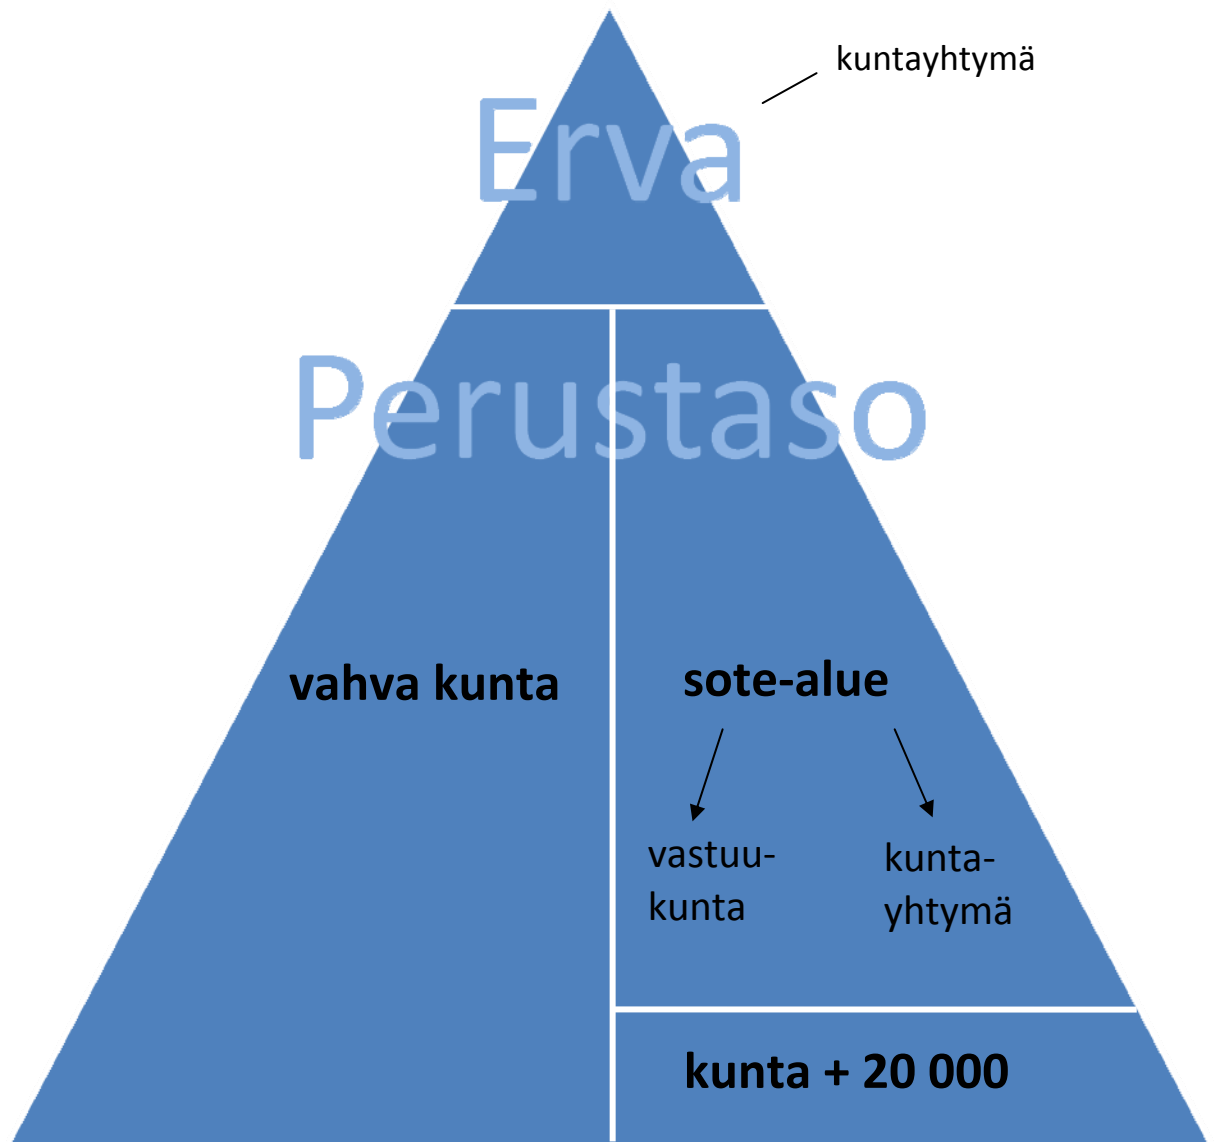 kuntayhtymä
Erva
Perustaso
vahva kunta
sote-alue
vastuu-
kunta
kunta-
yhtymä
kunta + 20 000